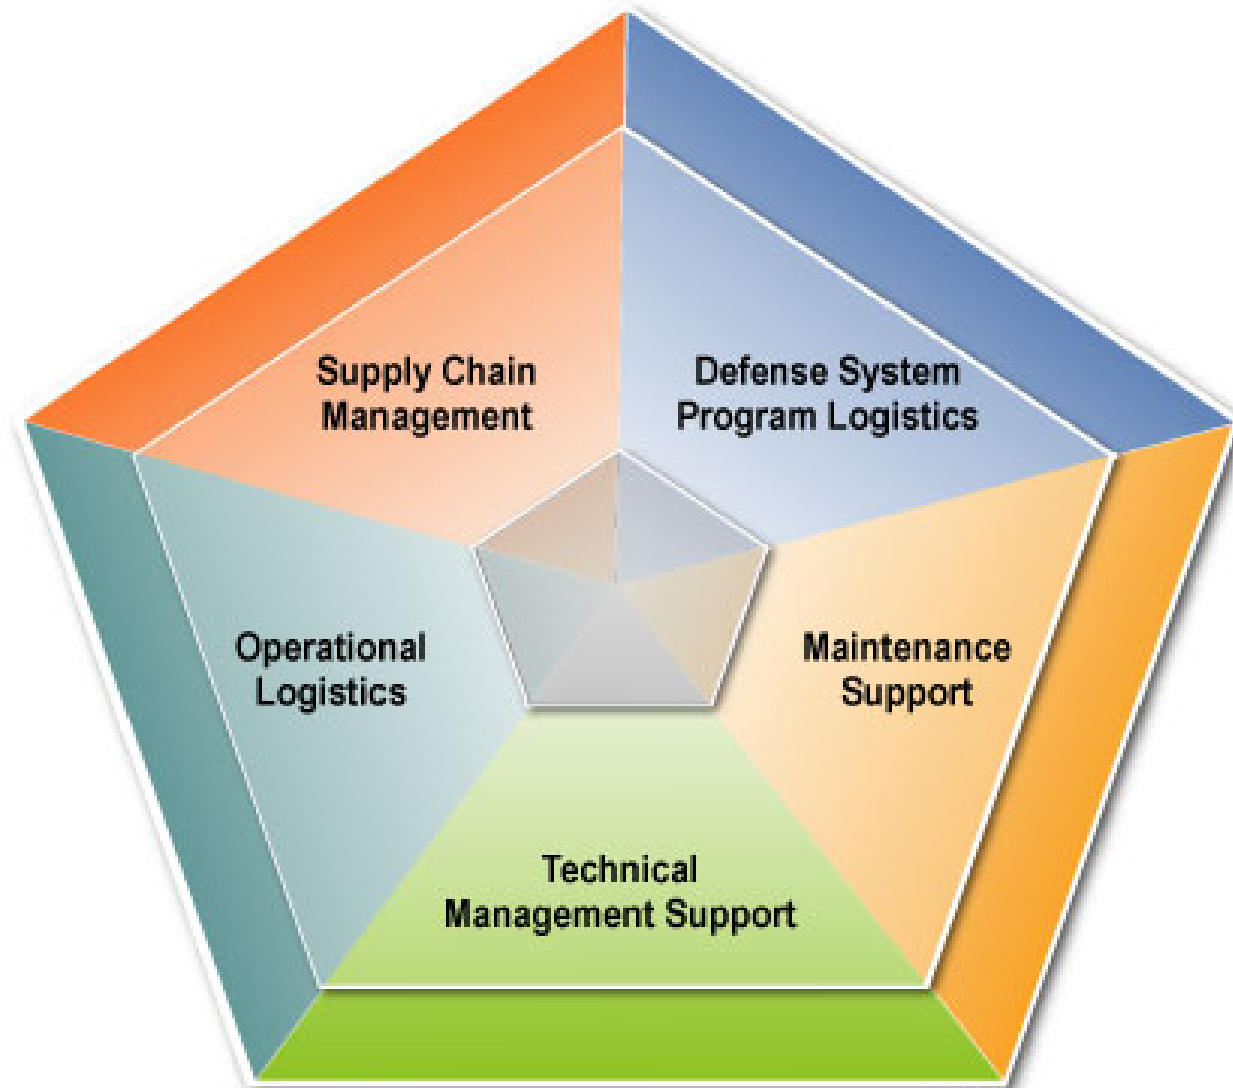 Supply Chain
Management
Defense System
Program Logistics
Operational
Logistics
Maintenance
Support
Technical
Management Support